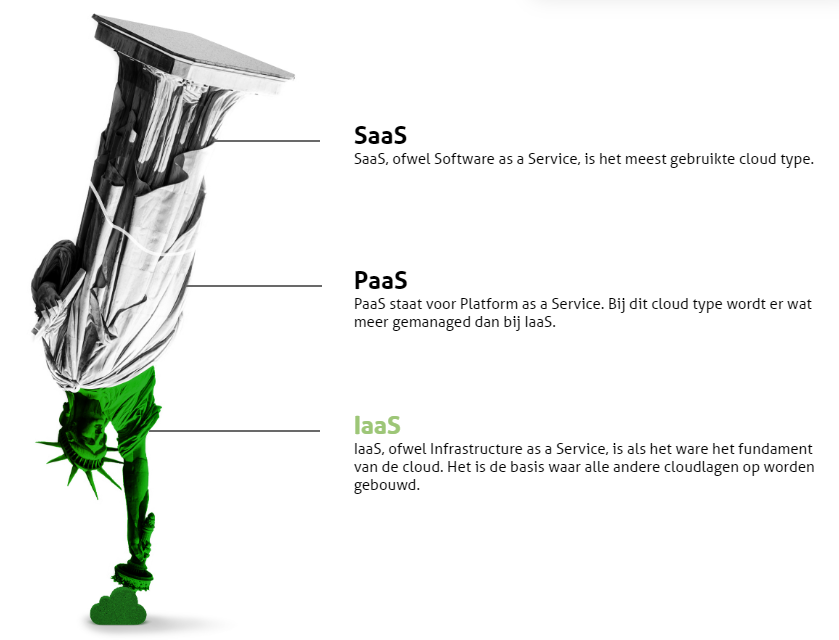 SaaS
SaaS, ofwel Software as a Service, is het meest gebruikte cloud type.
PaaS
PaaS staat voor Platform as a Service. Bij dit cloud type wordt er wat
meer gemanaged dan bij IaaS.
IaaS
IaaS, ofwel Infrastructure as a Service, is als het ware het fundament
van de cloud. Het is de basis waar alle andere cloudlagen op worden
gebouwd.